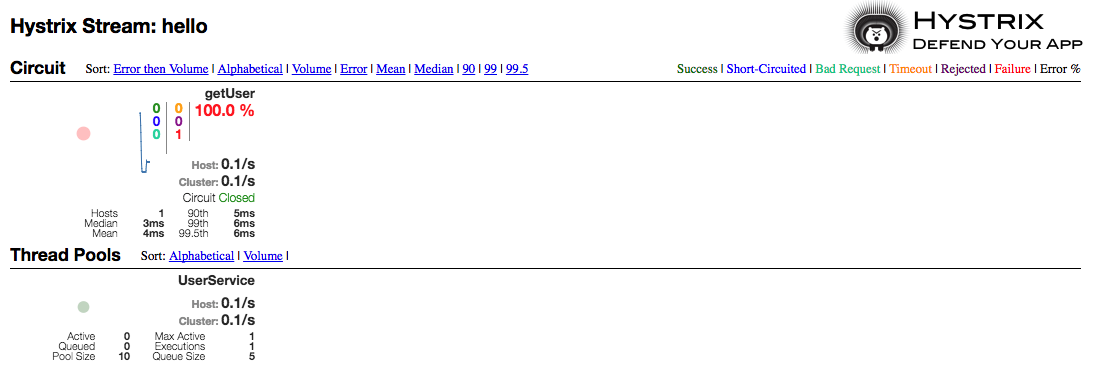 Hystrix Stream: hello
HYSTRIX
DEFEND YOUR APP
Circuit Sort: Error then Volume | Alphabetical | Volume | Error | Mean | Median | 90 | 99 | 99.5
Success | Short-Circuited | Bad Request | Timeout | Rejected | Failure | Error %
getUser
0 0 100.0 %
0 0
0 1
Host: 0.1/s
Cluster: 0.1/s
Circuit Closed
Hosts 1 90th 5ms
Median 3ms 99th 6ms
Mean 4ms 99.5th 6ms
Thread Pools Sort: Alphabetical | Volume |
UserService
Host: 0.1/s
Cluster: 0.1/s
Active 0 Max Active 1
Queued 0 Executions 1
Pool Size 10 Queue Size 5